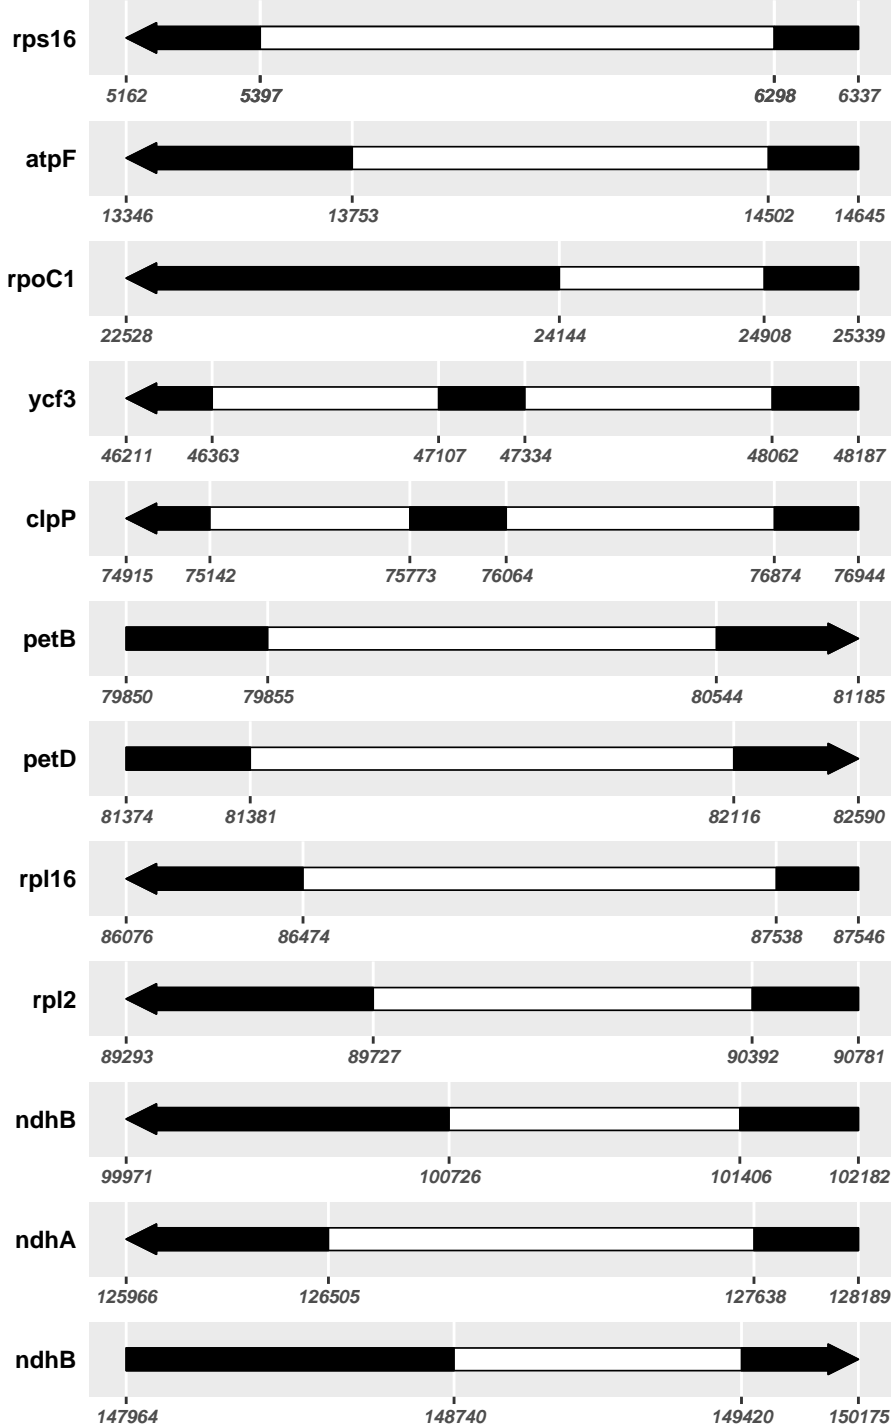 rps16
5162 5397 6298 6337
atpF
13346 13753 14502 14645
rpoC1
22528 24144 24908 25339
ycf3
46211 46363 47107 47334 48062 48187
clpP
74915 75142 75773 76064 76874 76944
petB
79850 79855 80544 81185
petD
81374 81381 82116 82590
rpl16
86076 86474 87538 87546
rpl2
89293 89727 90392 90781
ndhB
99971 100726 101406 102182
ndhA
125966 126505 127638 128189
ndhB
147964 148740 149420 150175